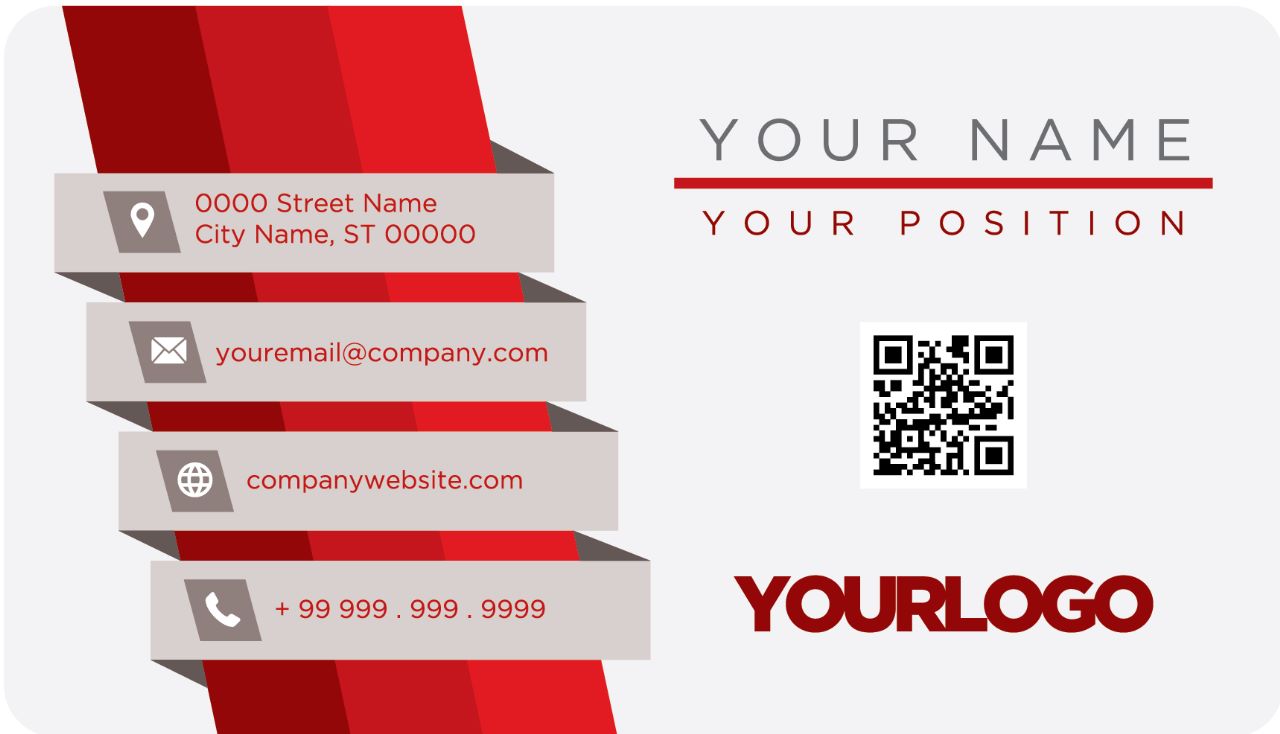 0000 Street Name
City Name, ST 00000
youremail@company.com
companywebsite.com
+ 99 999 . 999 . 9999
YOUR NAME
YOUR POSITION
YOURLOGO